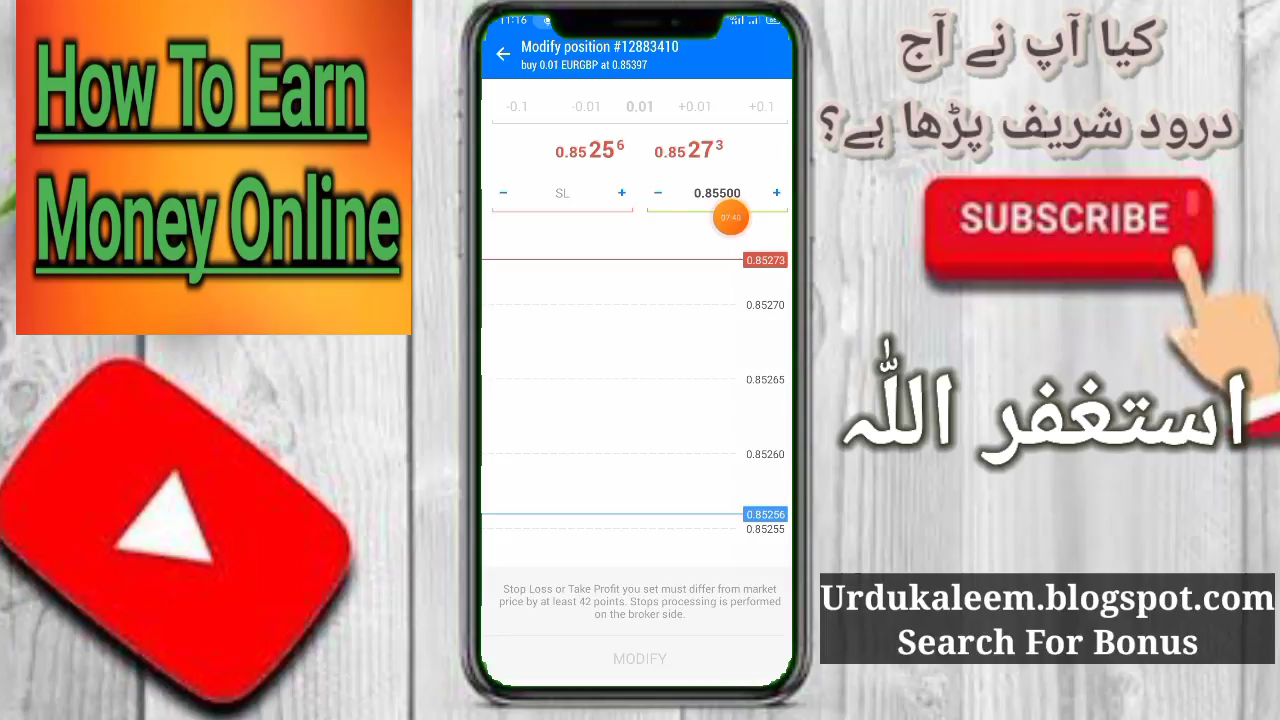 How To Earn
Money Online
11:16
Modify position #12883410
buy 0.01 EURGBP at 0.85397
-0.1 -0.01 0.01 +0.01 +0.1
0.85256 0.85273
− SL + − 0.85500 +
07:40
0.85273
0.85270
0.85265
0.85260
0.85256
0.85255
Stop Loss or Take Profit you set must differ from market
price by at least 42 points. Stops processing is performed
on the broker side.
MODIFY
کیا آپ نے آج
درود شریف پڑھا ہے؟
SUBSCRIBE
استغفر اللّٰه
Urdukaleem.blogspot.com
Search For Bonus